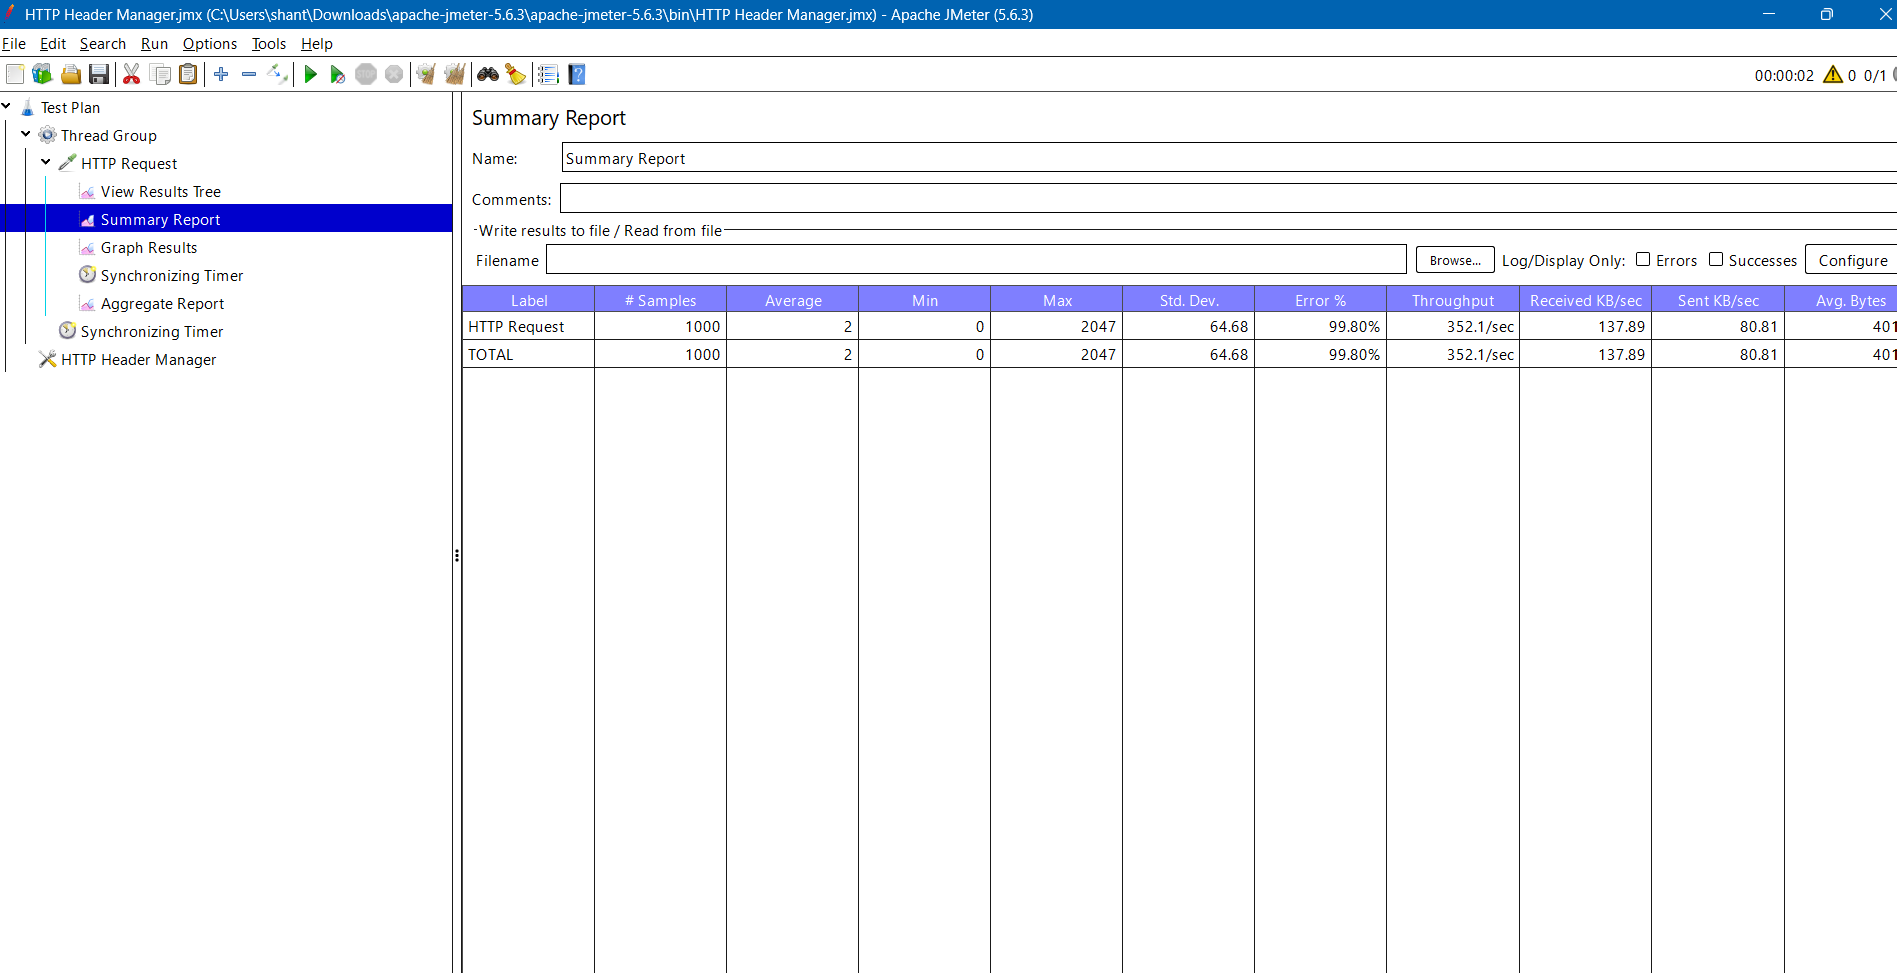 HTTP Header Manager.jmx (C:\Users\shant\Downloads\apache-jmeter-5.6.3\apache-jmeter-5.6.3\bin\HTTP Header Manager.jmx) - Apache JMeter (5.6.3)
File Edit Search Run Options Tools Help
STOP ? 00:00:02 0 0/1
Test Plan
Thread Group
HTTP Request
View Results Tree
Summary Report
Graph Results
Synchronizing Timer
Aggregate Report
Synchronizing Timer
HTTP Header Manager
Summary Report
Name: Summary Report
Comments:
Write results to file / Read from file
Filename Browse... Log/Display Only: Errors Successes Configure
Label # Samples Average Min Max Std. Dev. Error % Throughput Received KB/sec Sent KB/sec Avg. Bytes
HTTP Request 1000 2 0 2047 64.68 99.80% 352.1/sec 137.89 80.81 401
TOTAL 1000 2 0 2047 64.68 99.80% 352.1/sec 137.89 80.81 401